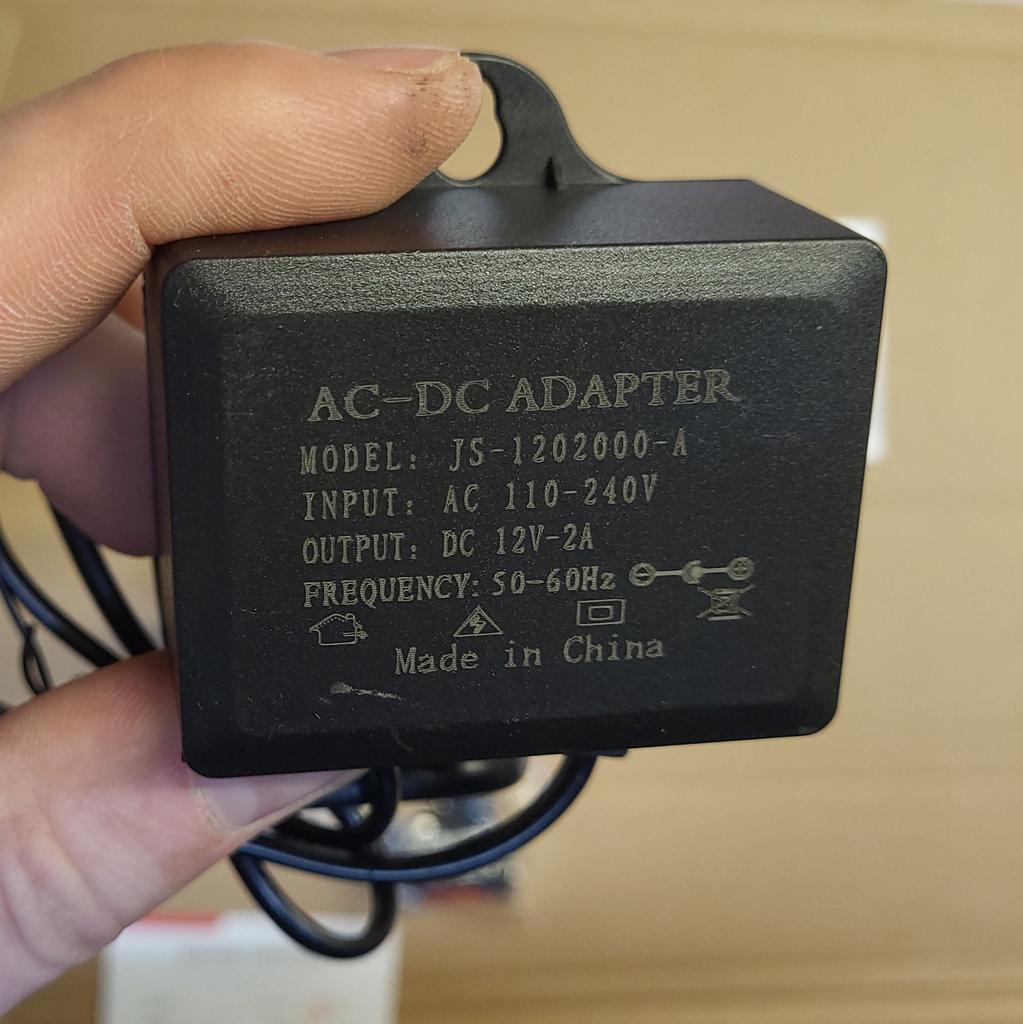 AC-DC ADAPTER
MODEL: JS-1202000-A
INPUT: AC 110-240V
OUTPUT: DC 12V-2A
FREQUENCY: 50-60Hz
Made in China